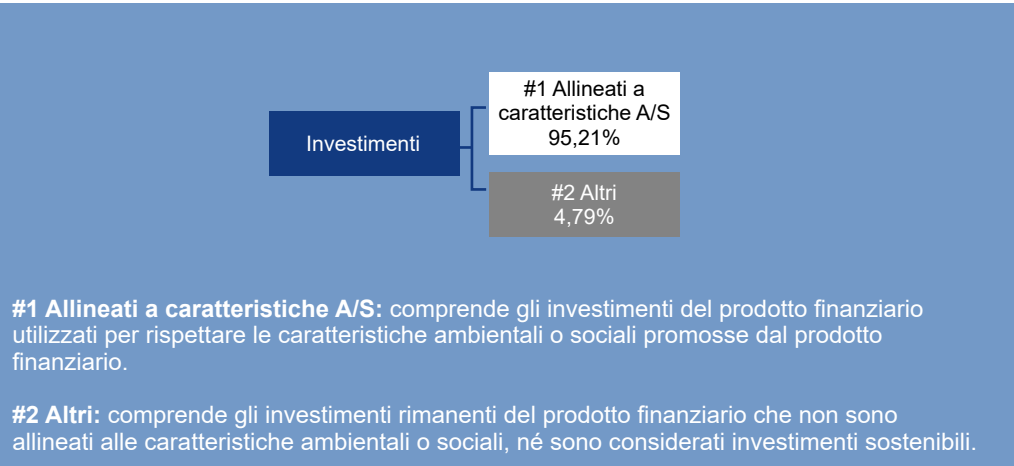 Investimenti
#1 Allineati a
caratteristiche A/S
95,21%
#2 Altri
4,79%
#1 Allineati a caratteristiche A/S: comprende gli investimenti del prodotto finanziario
utilizzati per rispettare le caratteristiche ambientali o sociali promosse dal prodotto
finanziario.
#2 Altri: comprende gli investimenti rimanenti del prodotto finanziario che non sono
allineati alle caratteristiche ambientali o sociali, né sono considerati investimenti sostenibili.